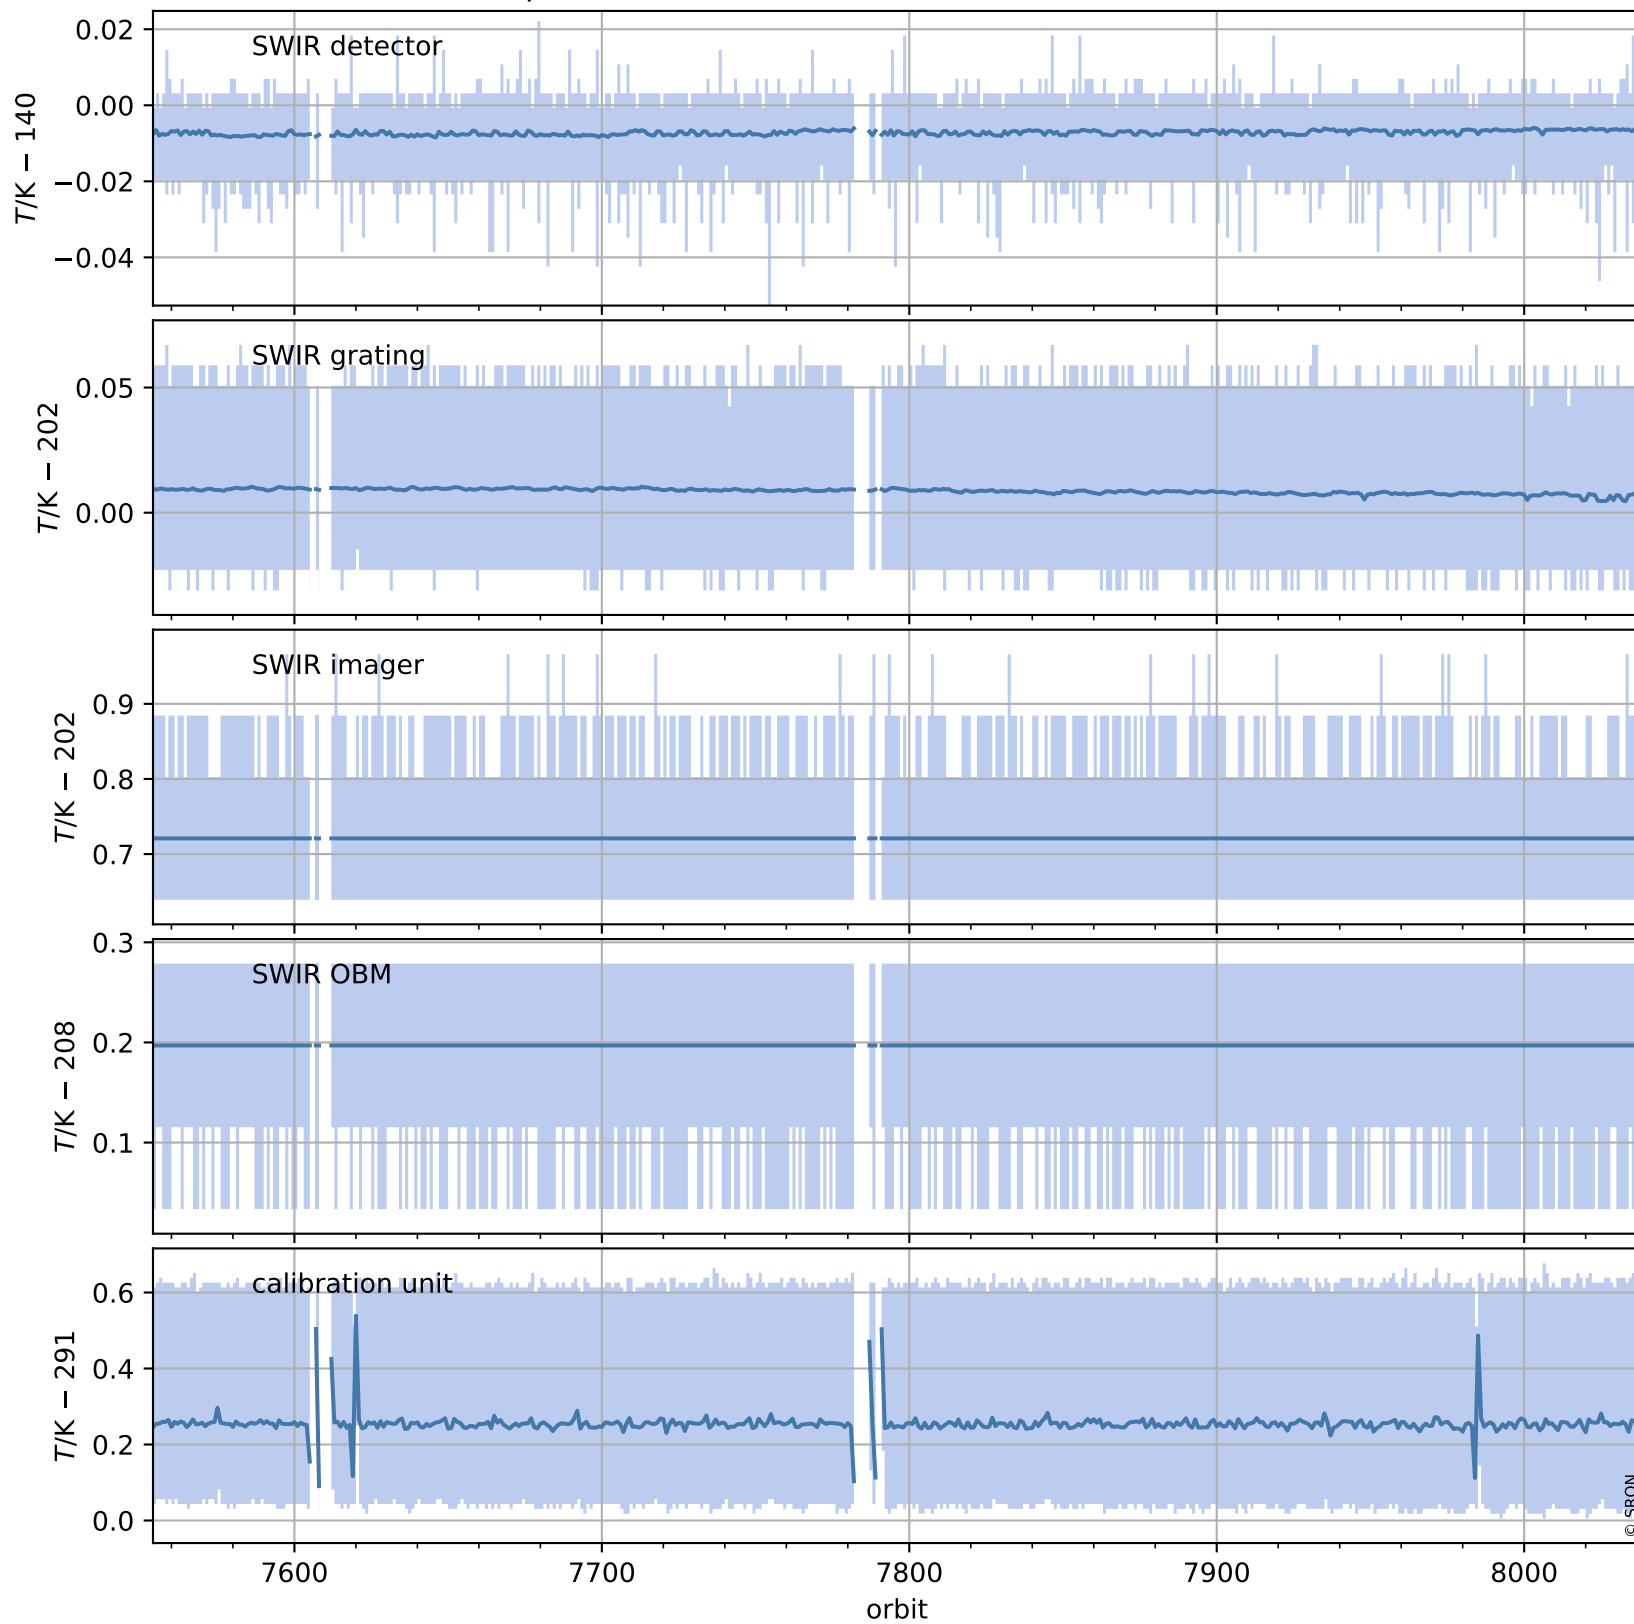 0.02
SWIR detector
0.00
−0.02
−0.04
T/K − 140
SWIR grating
0.05
0.00
T/K − 202
SWIR imager
0.9
0.8
0.7
T/K − 202
0.3
SWIR OBM
0.2
0.1
T/K − 208
calibration unit
0.6
0.4
0.2
0.0
T/K − 291
© SRON
7600 7700 7800 7900 8000
orbit